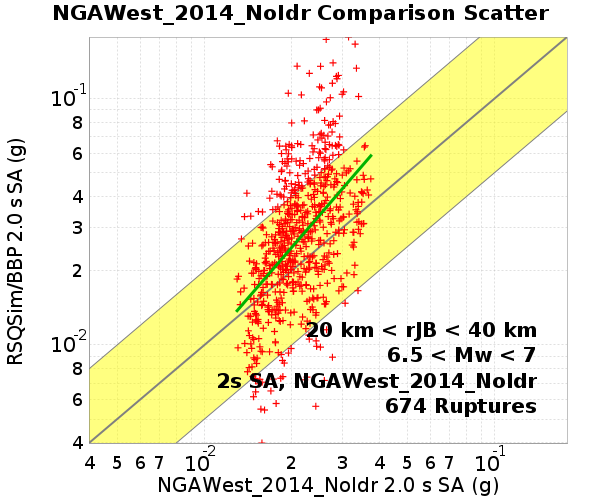 NGAWest_2014_NoIdr Comparison Scatter
RSQSim/BBP 2.0 s SA (g)
10-1
8
6
4
3
2
10-2
8
6
4
20 km < rJB < 40 km
6.5 < Mw < 7
2s SA, NGAWest_2014_NoIdr
674 Ruptures
4 5 6 7 10-2 2 3 4 5 6 7 10-1
NGAWest_2014_NoIdr 2.0 s SA (g)